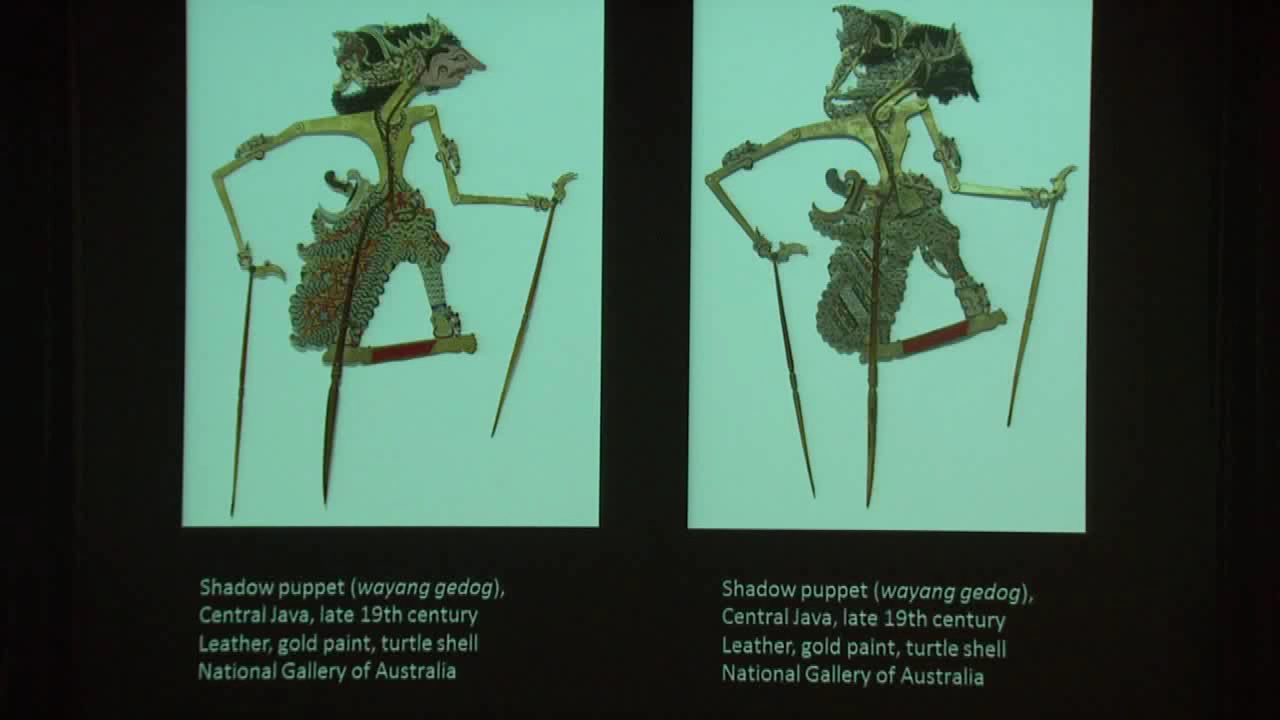 Shadow puppet (wayang gedog),
Central Java, late 19th century
Leather, gold paint, turtle shell
National Gallery of Australia
Shadow puppet (wayang gedog),
Central Java, late 19th century
Leather, gold paint, turtle shell
National Gallery of Australia